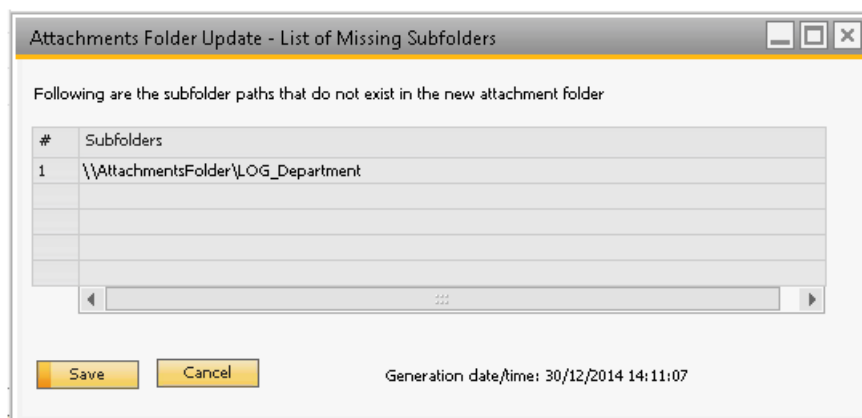 Attachments Folder Update - List of Missing Subfolders
Following are the subfolder paths that do not exist in the new attachment folder
# Subfolders
1 \\AttachmentsFolder\LOG_Department
Save Cancel Generation date/time: 30/12/2014 14:11:07